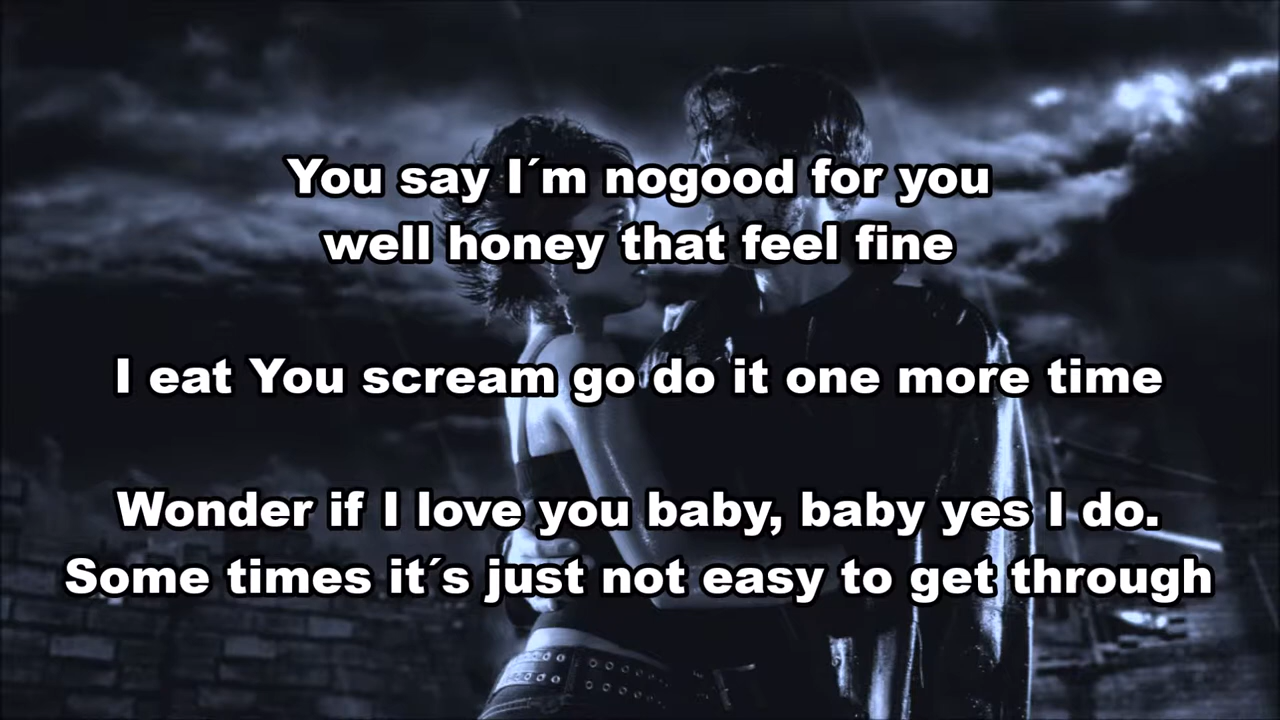 You say I´m nogood for you
well honey that feel fine
I eat You scream go do it one more time
Wonder if I love you baby, baby yes I do.
Some times it´s just not easy to get through